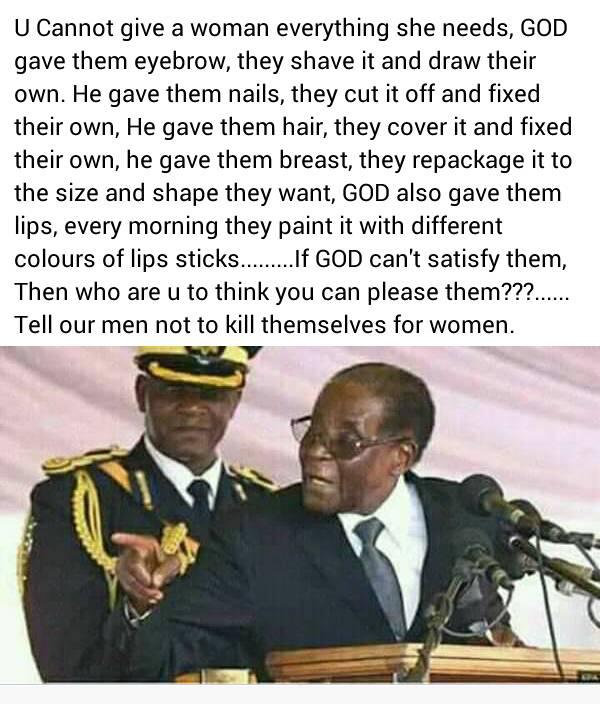 U Cannot give a woman everything she needs, GOD
gave them eyebrow, they shave it and draw their
own. He gave them nails, they cut it off and fixed
their own, He gave them hair, they cover it and fixed
their own, he gave them breast, they repackage it to
the size and shape they want, GOD also gave them
lips, every morning they paint it with different
colours of lips sticks.........If GOD can't satisfy them,
Then who are u to think you can please them???......
Tell our men not to kill themselves for women.